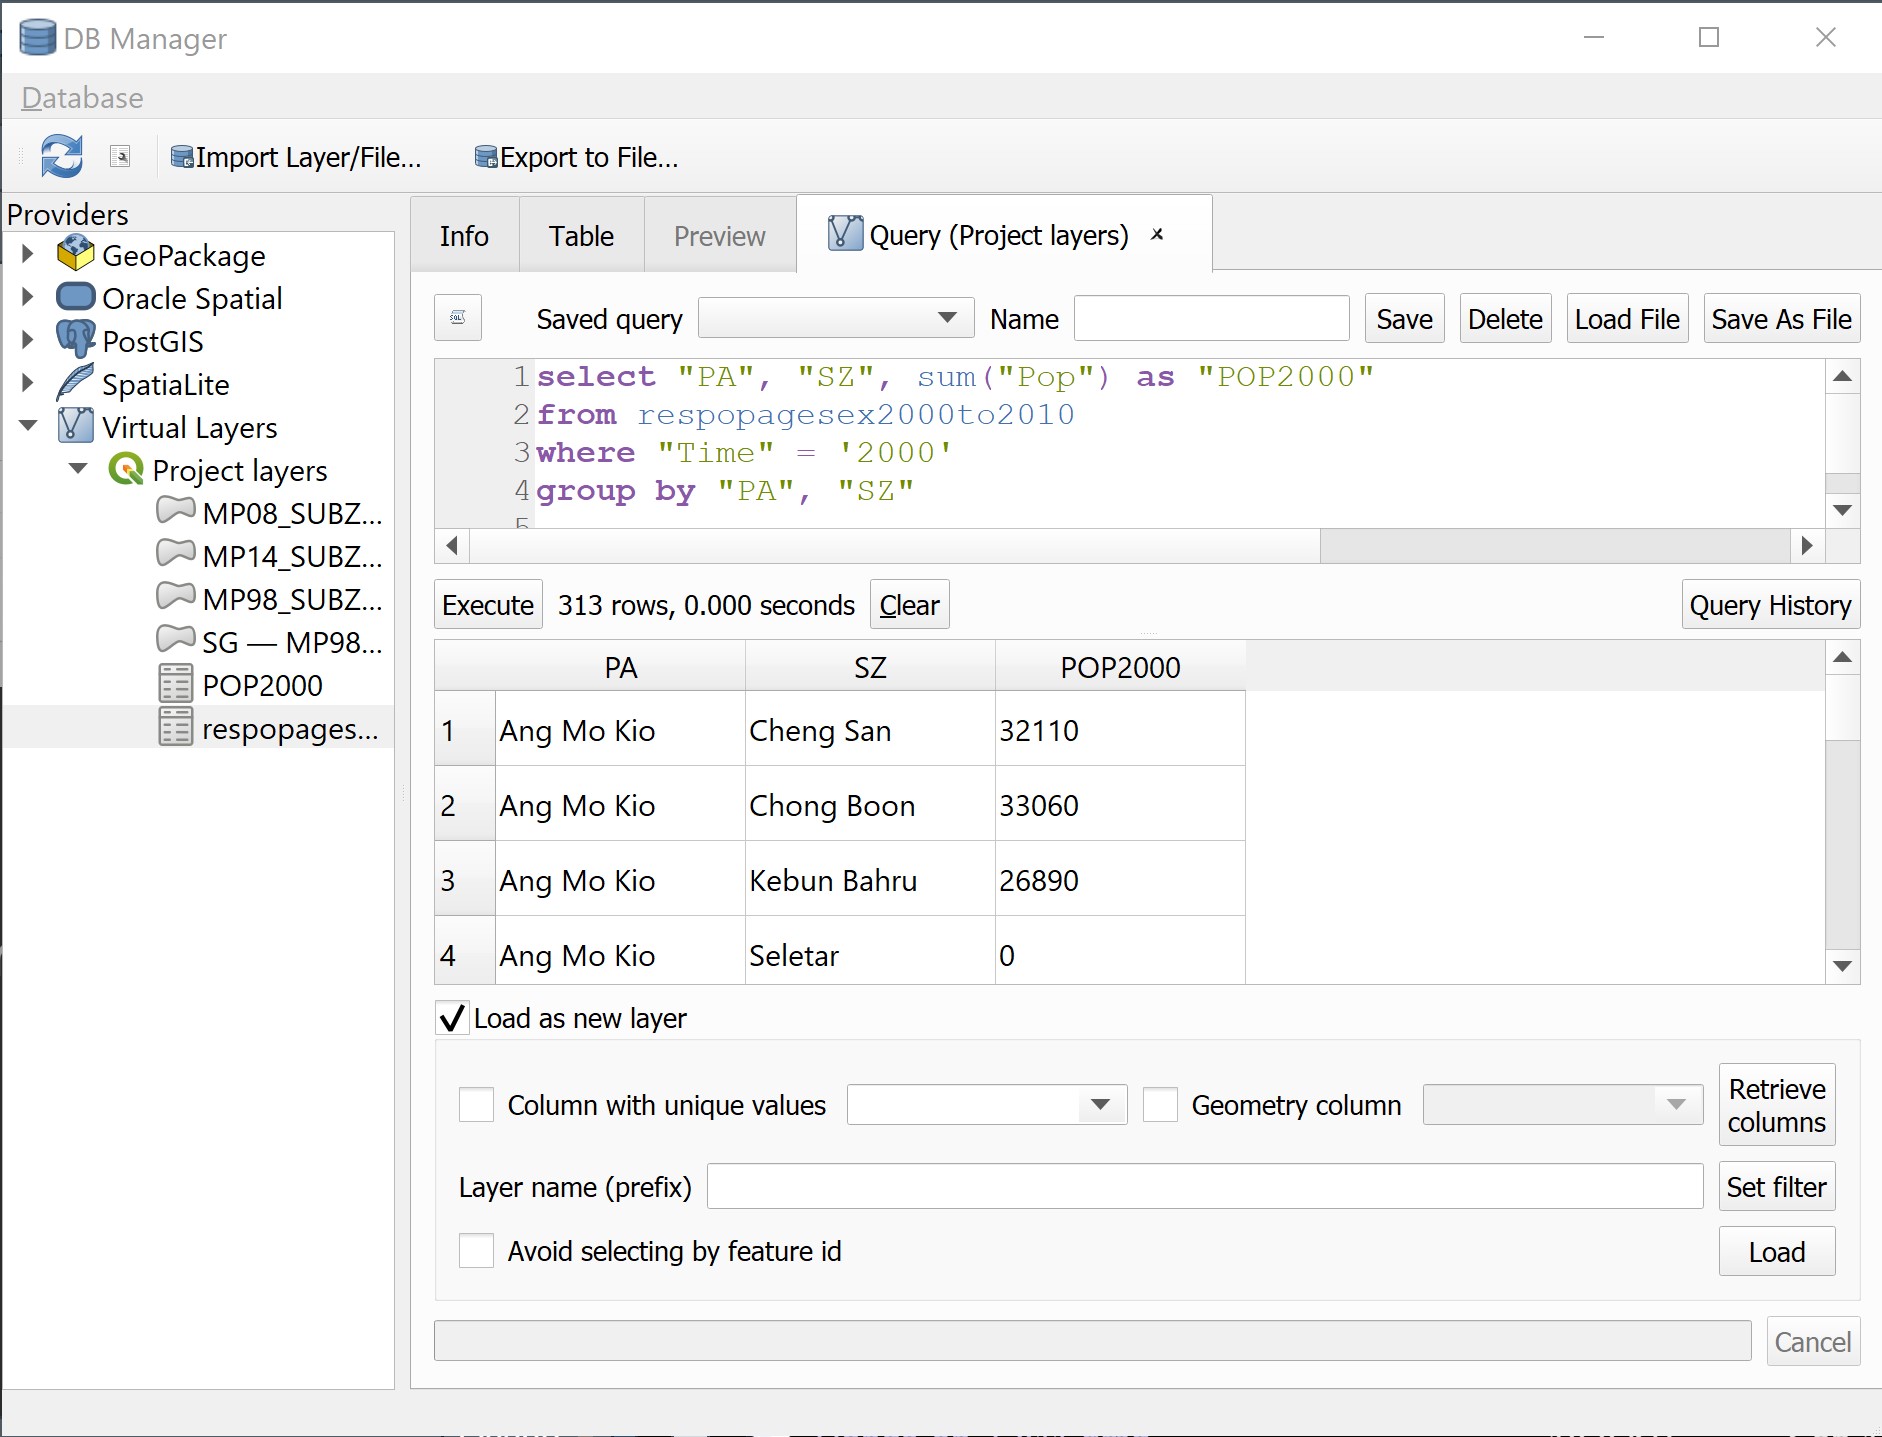 DB Manager
Database
Import Layer/File... Export to File...
Providers
GeoPackage
Oracle Spatial
PostGIS
SpatiaLite
Virtual Layers
Project layers
MP08_SUBZ...
MP14_SUBZ...
MP98_SUBZ...
SG — MP98...
POP2000
respopages...
Info Table Preview Query (Project layers)
Saved query Name Save Delete Load File Save As File
1 select "PA", "SZ", sum("Pop") as "POP2000"
2 from respopagesex2000to2010
3 where "Time" = '2000'
4 group by "PA", "SZ"
5
Execute 313 rows, 0.000 seconds Clear Query History
PA SZ POP2000
1 Ang Mo Kio Cheng San 32110
2 Ang Mo Kio Chong Boon 33060
3 Ang Mo Kio Kebun Bahru 26890
4 Ang Mo Kio Seletar 0
Load as new layer
Column with unique values Geometry column Retrieve columns
Layer name (prefix) Set filter
Avoid selecting by feature id Load
Cancel